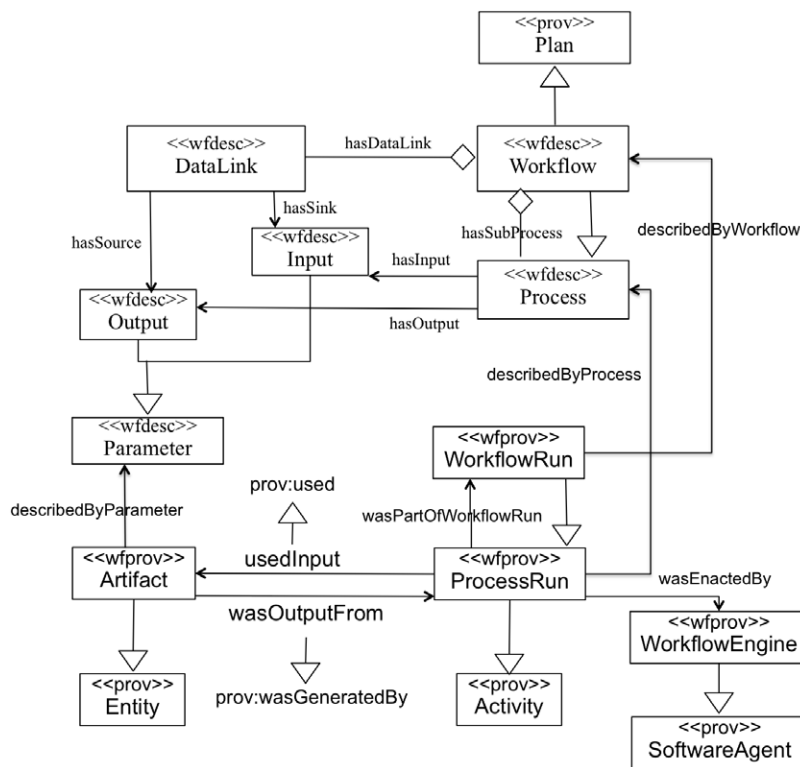 <<prov>>
Plan
<<wfdesc>>
DataLink
hasDataLink
<<wfdesc>>
Workflow
hasSource
hasSink
<<wfdesc>>
Input
hasSubProcess
describedByWorkflow
hasInput
<<wfdesc>>
Process
<<wfdesc>>
Output
hasOutput
describedByProcess
<<wfdesc>>
Parameter
<<wfprov>>
WorkflowRun
describedByParameter
prov:used
wasPartOfWorkflowRun
<<wfprov>>
Artifact
usedInput
<<wfprov>>
ProcessRun
wasEnactedBy
wasOutputFrom
<<wfprov>>
WorkflowEngine
<<prov>>
Entity
prov:wasGeneratedBy
<<prov>>
Activity
<<prov>>
SoftwareAgent